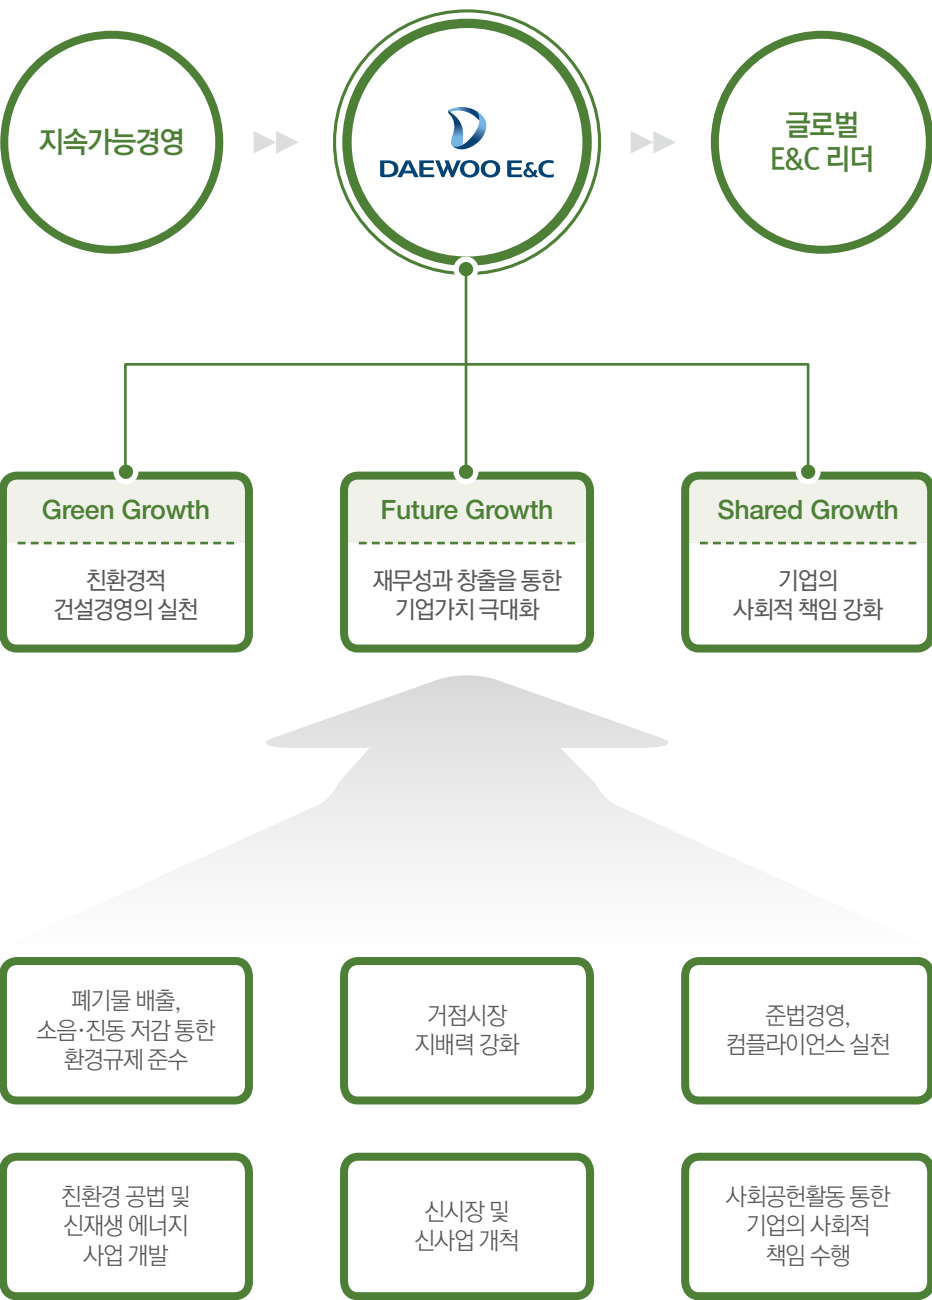 지속가능경영
DAEWOO E&C
글로벌
E&C 리더
Green Growth
친환경적
건설경영의 실천
Future Growth
재무성과 창출을 통한
기업가치 극대화
Shared Growth
기업의
사회적 책임 강화
폐기물 배출,
소음·진동 저감 통한
환경규제 준수
거점시장
지배력 강화
준법경영,
컴플라이언스 실천
친환경 공법 및
신재생 에너지
사업 개발
신시장 및
신사업 개척
사회공헌활동 통한
기업의 사회적
책임 수행